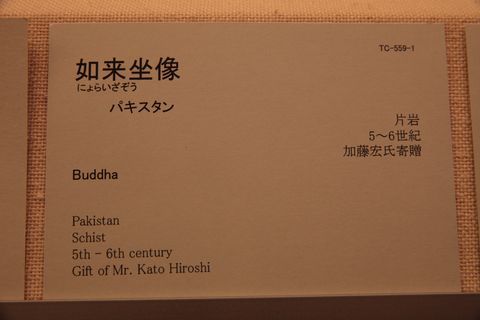 TC-559-1
如来坐像
にょらいざぞう
パキスタン
片岩
5～6世紀
加藤宏氏寄贈
Buddha
Pakistan
Schist
5th - 6th century
Gift of Mr. Kato Hiroshi